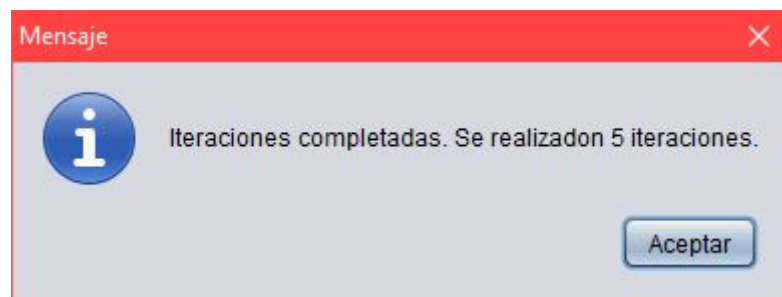 Mensaje
Iteraciones completadas. Se realizadon 5 iteraciones.
Aceptar